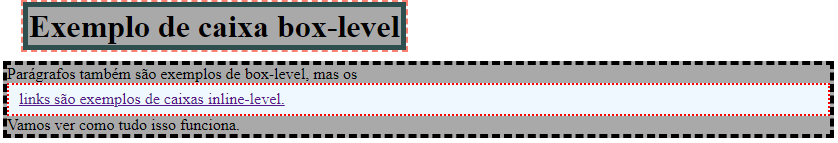 Exemplo de caixa box-level
Parágrafos também são exemplos de box-level, mas os
links são exemplos de caixas inline-level.
Vamos ver como tudo isso funciona.